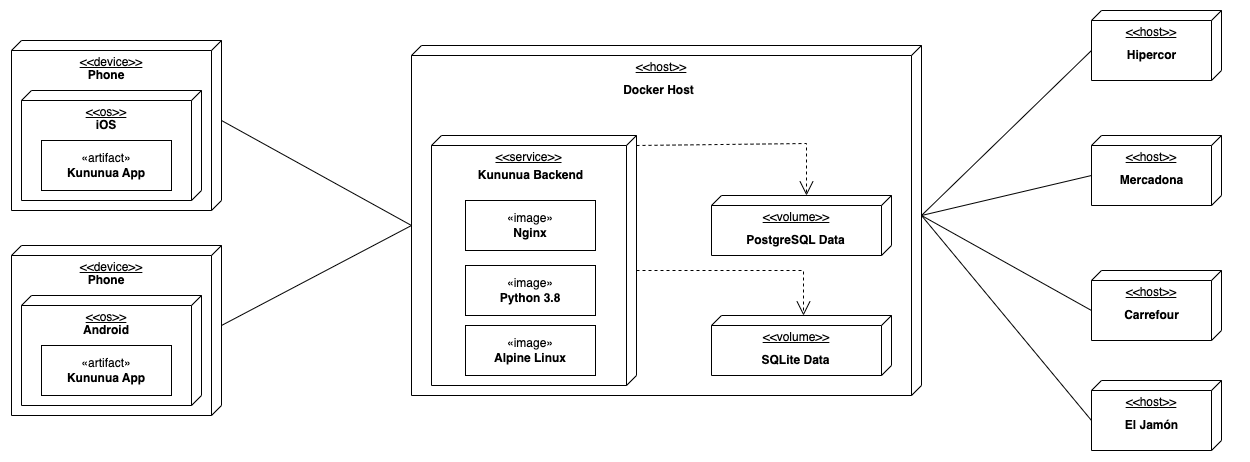 <<device>>
Phone
<<os>>
iOS
«artifact»
Kununua App
<<device>>
Phone
<<os>>
Android
«artifact»
Kununua App
<<host>>
Docker Host
<<service>>
Kununua Backend
«image»
Nginx
«image»
Python 3.8
«image»
Alpine Linux
<<volume>>
PostgreSQL Data
<<volume>>
SQLite Data
<<host>>
Hipercor
<<host>>
Mercadona
<<host>>
Carrefour
<<host>>
El Jamón